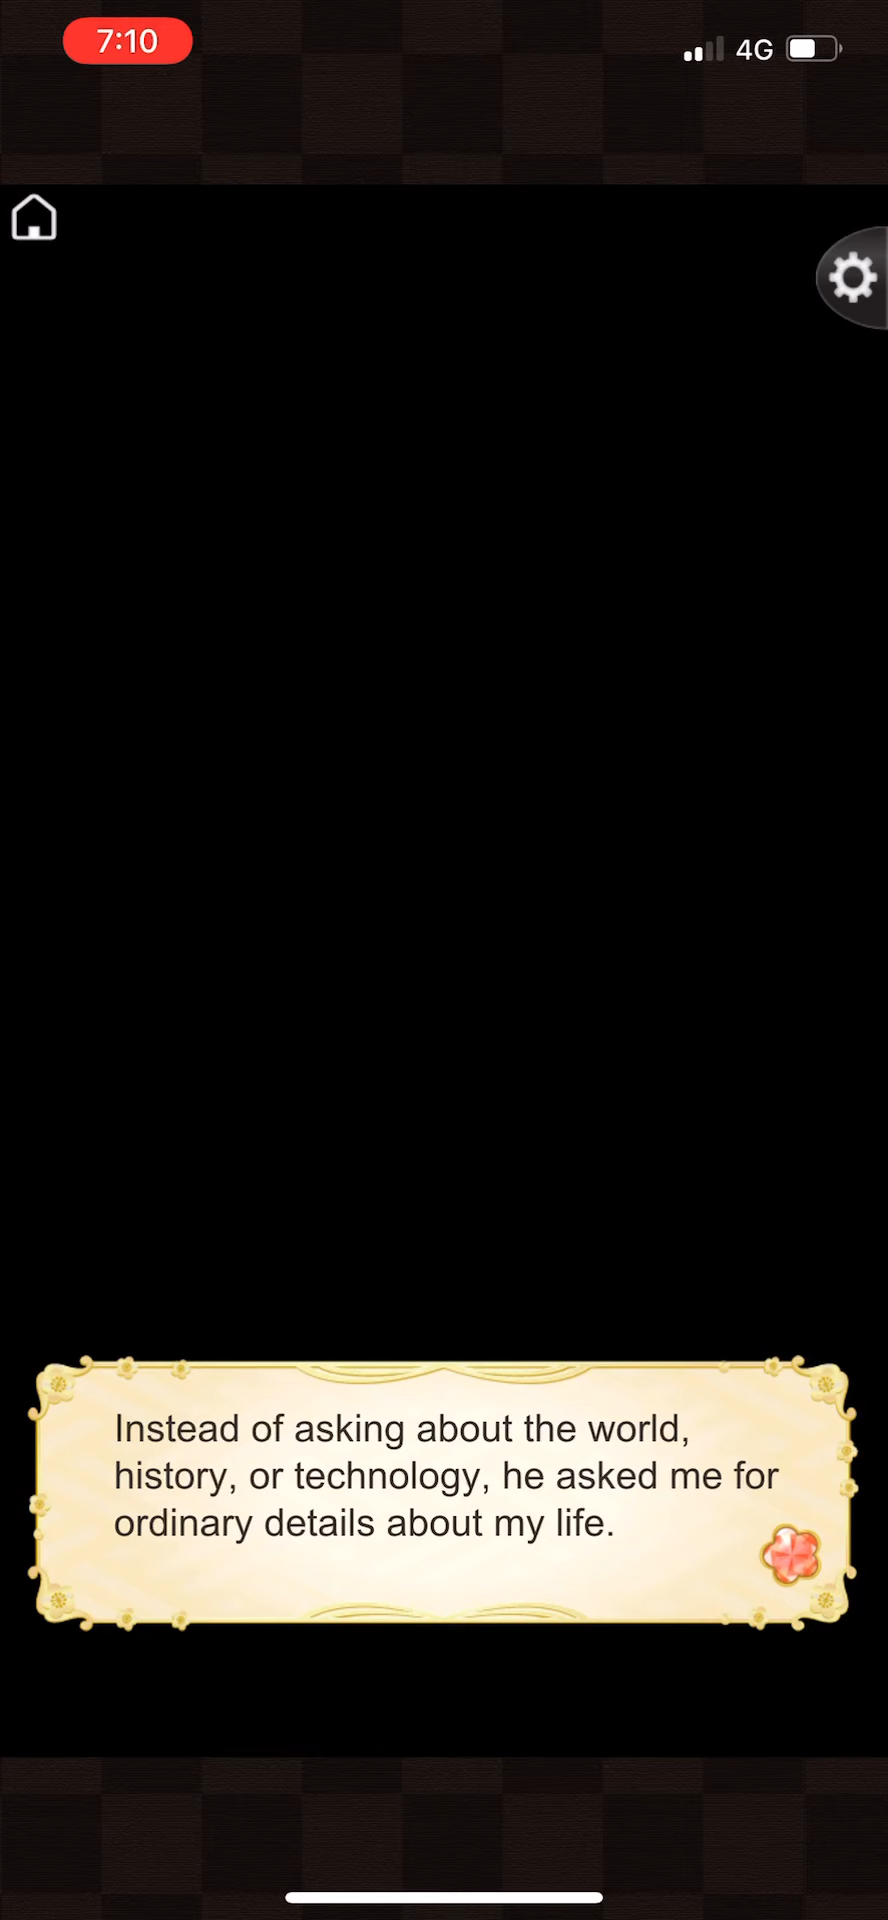 7:10
4G
Instead of asking about the world,
history, or technology, he asked me for
ordinary details about my life.